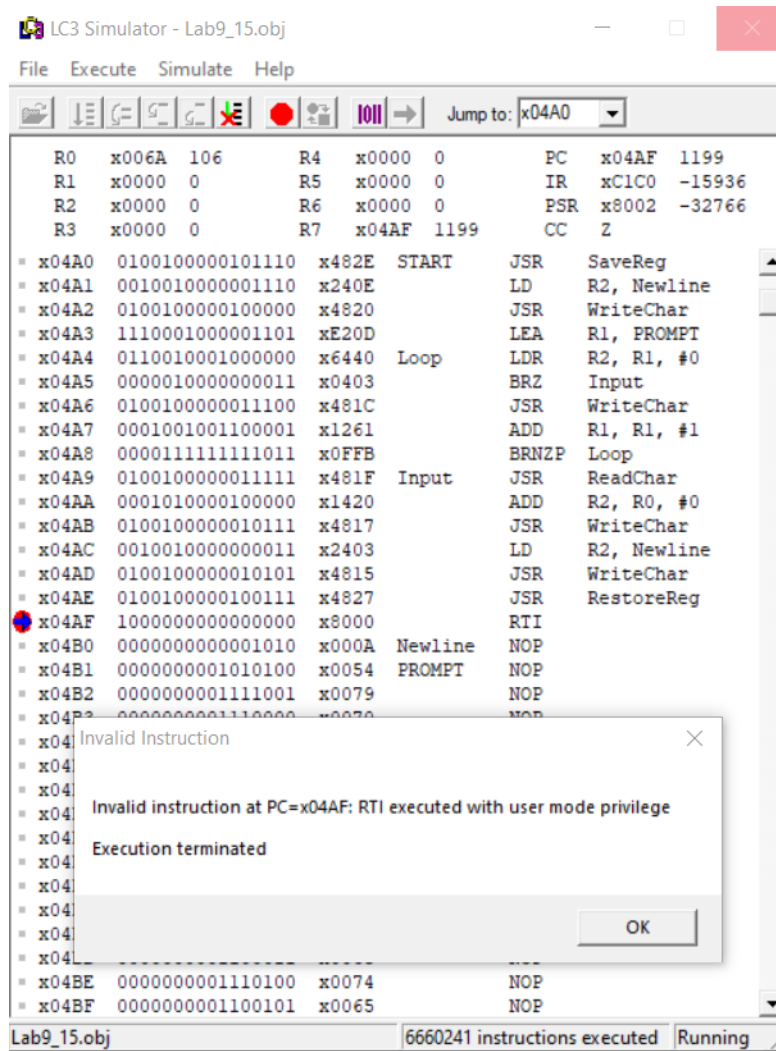 LC3 Simulator - Lab9_15.obj
File Execute Simulate Help
Jump to: x04A0
R0 x006A 106 R4 x0000 0 PC x04AF 1199
R1 x0000 0 R5 x0000 0 IR xC1C0 -15936
R2 x0000 0 R6 x0000 0 PSR x8002 -32766
R3 x0000 0 R7 x04AF 1199 CC Z
x04A0 0100100000101110 x482E START JSR SaveReg
x04A1 0010010000001110 x240E LD R2, Newline
x04A2 0100100000100000 x4820 JSR WriteChar
x04A3 1110001000001101 xE20D LEA R1, PROMPT
x04A4 0110010001000000 x6440 Loop LDR R2, R1, #0
x04A5 0000010000000011 x0403 BRZ Input
x04A6 0100100000011100 x481C JSR WriteChar
x04A7 0001001001100001 x1261 ADD R1, R1, #1
x04A8 0000111111111011 x0FFB BRNZP Loop
x04A9 0100100000011111 x481F Input JSR ReadChar
x04AA 0001010000100000 x1420 ADD R2, R0, #0
x04AB 0100100000010111 x4817 JSR WriteChar
x04AC 0010010000000011 x2403 LD R2, Newline
x04AD 0100100000010101 x4815 JSR WriteChar
x04AE 0100100000100111 x4827 JSR RestoreReg
x04AF 1000000000000000 x8000 RTI
x04B0 0000000000001010 x000A Newline NOP
x04B1 0000000001010100 x0054 PROMPT NOP
x04B2 0000000001111001 x0079 NOP
x04B3 0000000001110000 x0070 NOP
Invalid Instruction
Invalid instruction at PC=x04AF: RTI executed with user mode privilege
Execution terminated
OK
x04BE 0000000001110100 x0074 NOP
x04BF 0000000001100101 x0065 NOP
Lab9_15.obj 6660241 instructions executed Running